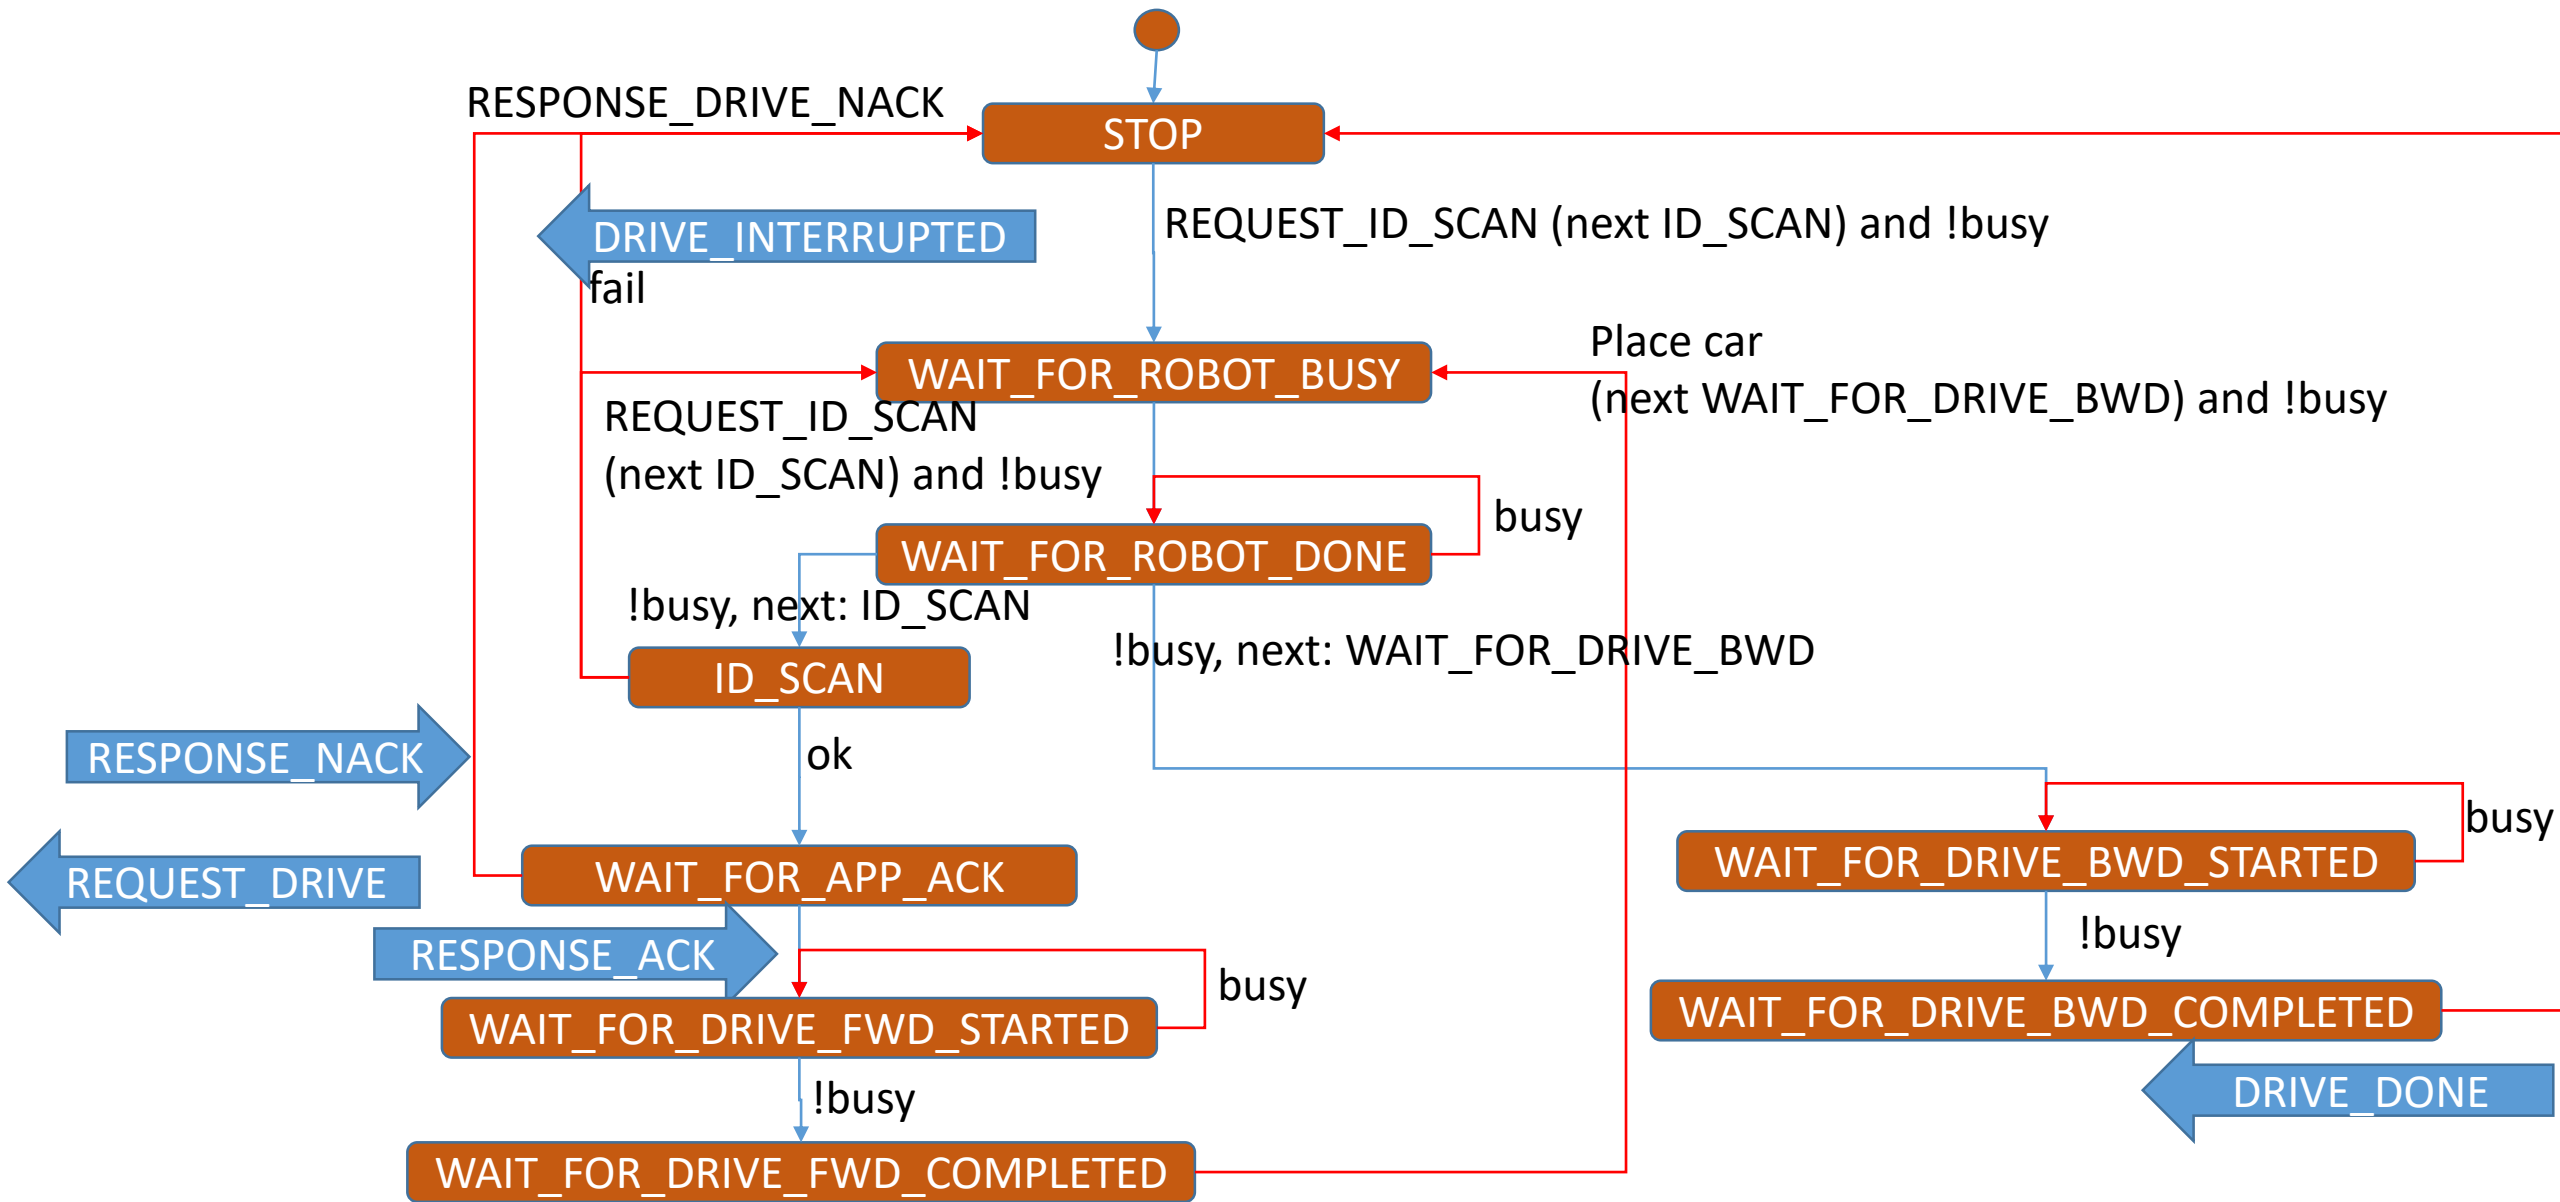 RESPONSE_DRIVE_NACK
STOP
REQUEST_ID_SCAN (next ID_SCAN) and !busy
DRIVE_INTERRUPTED
fail
Place car
(next WAIT_FOR_DRIVE_BWD) and !busy
WAIT_FOR_ROBOT_BUSY
REQUEST_ID_SCAN
(next ID_SCAN) and !busy
busy
WAIT_FOR_ROBOT_DONE
!busy, next: ID_SCAN
!busy, next: WAIT_FOR_DRIVE_BWD
ID_SCAN
RESPONSE_NACK
ok
busy
WAIT_FOR_APP_ACK
WAIT_FOR_DRIVE_BWD_STARTED
REQUEST_DRIVE
RESPONSE_ACK
!busy
busy
WAIT_FOR_DRIVE_FWD_STARTED
WAIT_FOR_DRIVE_BWD_COMPLETED
!busy
DRIVE_DONE
WAIT_FOR_DRIVE_FWD_COMPLETED